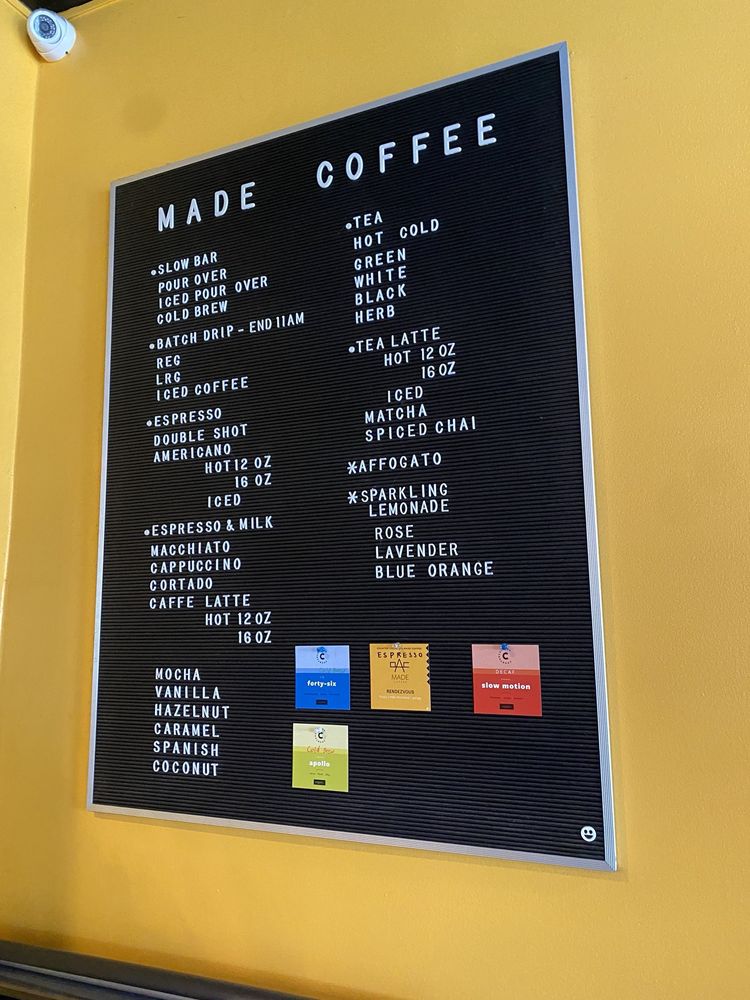 MADE COFFEE
•SLOW BAR
POUR OVER
ICED POUR OVER
COLD BREW
•BATCH DRIP - END 11AM
REG
LRG
ICED COFFEE
•ESPRESSO
DOUBLE SHOT
AMERICANO
HOT 12 OZ
16 OZ
ICED
•ESPRESSO & MILK
MACCHIATO
CAPPUCCINO
CORTADO
CAFFE LATTE
HOT 12 OZ
16 OZ
MOCHA
VANILLA
HAZELNUT
CARAMEL
SPANISH
COCONUT
•TEA
HOT COLD
GREEN
WHITE
BLACK
HERB
•TEA LATTE
HOT 12 OZ
16 OZ
ICED
MATCHA
SPICED CHAI
*AFFOGATO
*SPARKLING
LEMONADE
ROSE
LAVENDER
BLUE ORANGE
C
forty-six
ESPRESSO
MADE
RENDEZVOUS
C
DECAF
slow motion
C
Cold Brew
apollo